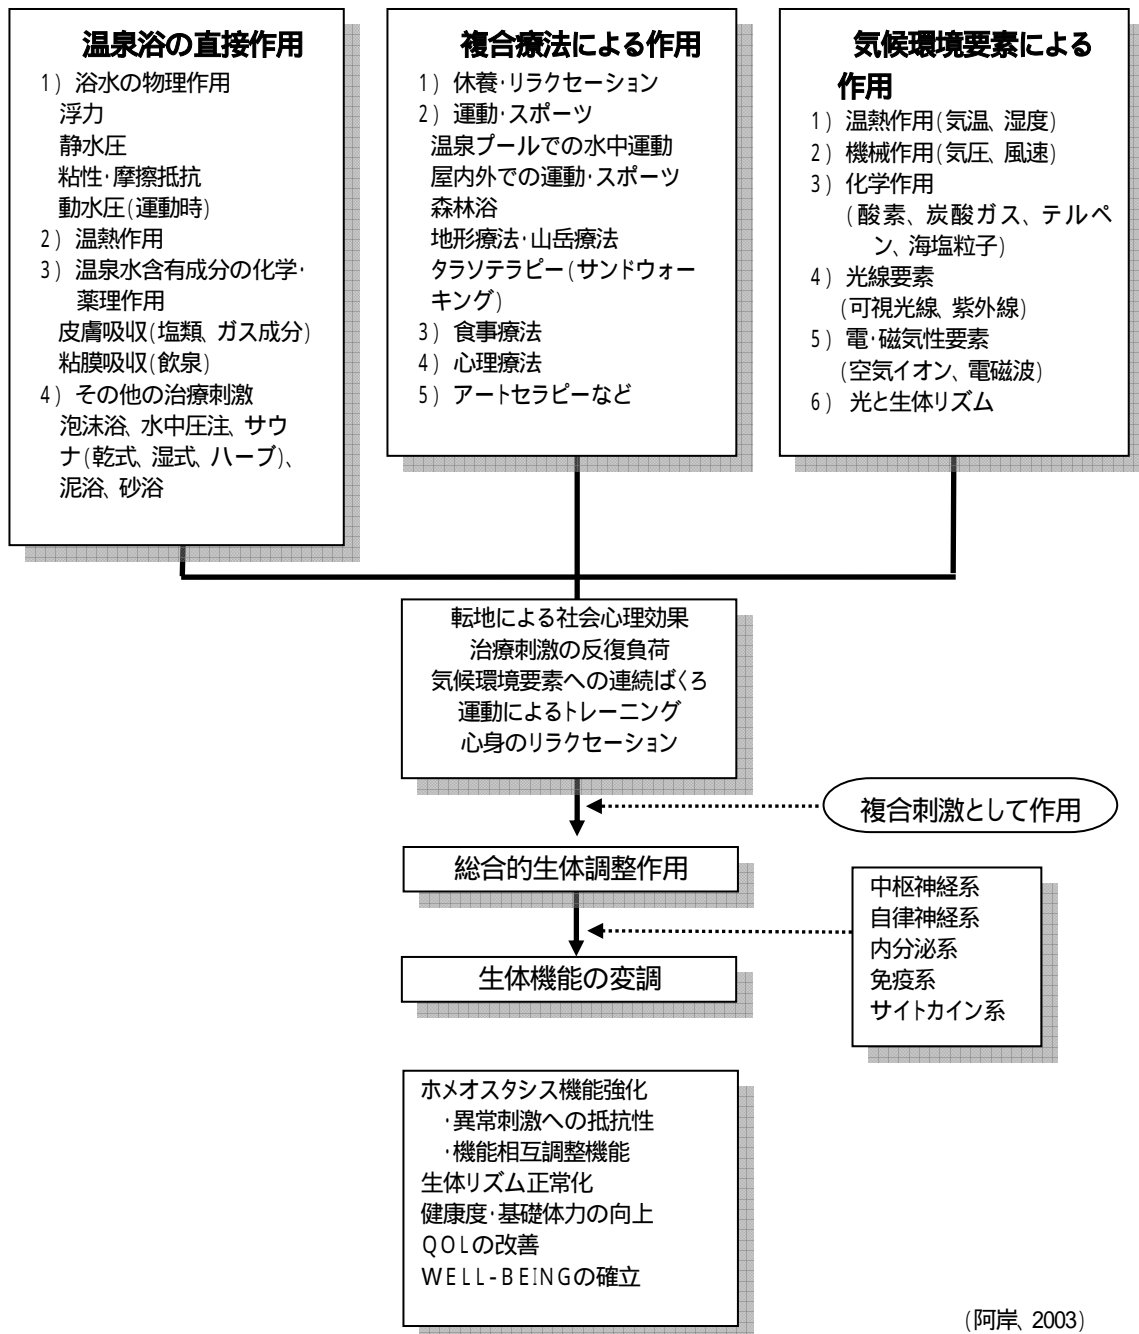 温泉浴の直接作用
1) 浴水の物理作用
浮力
静水圧
粘性・摩擦抵抗
動水圧(運動時)
2) 温熱作用
3) 温泉水含有成分の化学・
薬理作用
皮膚吸収(塩類、ガス成分)
粘膜吸収(飲泉)
4) その他の治療刺激
泡沫浴、水中圧注、サウ
ナ(乾式、湿式、ハーブ)、
泥浴、砂浴
複合療法による作用
1) 休養・リラクセーション
2) 運動・スポーツ
温泉プールでの水中運動
屋内外での運動・スポーツ
森林浴
地形療法・山岳療法
タラソテラピー(サンドウォー
キング)
3) 食事療法
4) 心理療法
5) アートセラピーなど
気候環境要素による
作用
1) 温熱作用(気温、湿度)
2) 機械作用(気圧、風速)
3) 化学作用
(酸素、炭酸ガス、テルペ
ン、海塩粒子)
4) 光線要素
(可視光線、紫外線)
5) 電・磁気性要素
(空気イオン、電磁波)
6) 光と生体リズム
転地による社会心理効果
治療刺激の反復負荷
気候環境要素への連続ばくろ
運動によるトレーニング
心身のリラクセーション
複合刺激として作用
総合的生体調整作用
中枢神経系
自律神経系
内分泌系
免疫系
サイトカイン系
生体機能の変調
ホメオスタシス機能強化
・異常刺激への抵抗性
・機能相互調整機能
生体リズム正常化
健康度・基礎体力の向上
QOLの改善
WELL-BEINGの確立
(阿岸、2003)